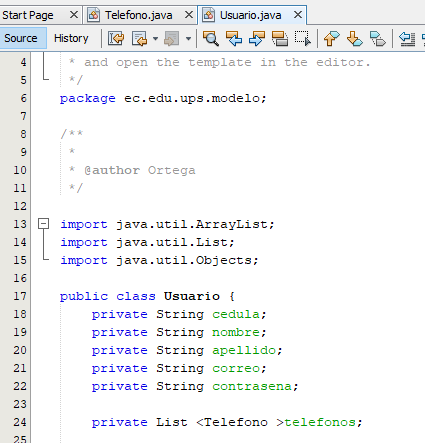 Start Page Telefono.java Usuario.java
Source History
4 * and open the template in the editor.
5 */
6 package ec.edu.ups.modelo;
7
8 /**
9 *
10 * @author Ortega
11 */
12
13 import java.util.ArrayList;
14 import java.util.List;
15 import java.util.Objects;
16
17 public class Usuario {
18 private String cedula;
19 private String nombre;
20 private String apellido;
21 private String correo;
22 private String contrasena;
23
24 private List <Telefono >telefonos;
25